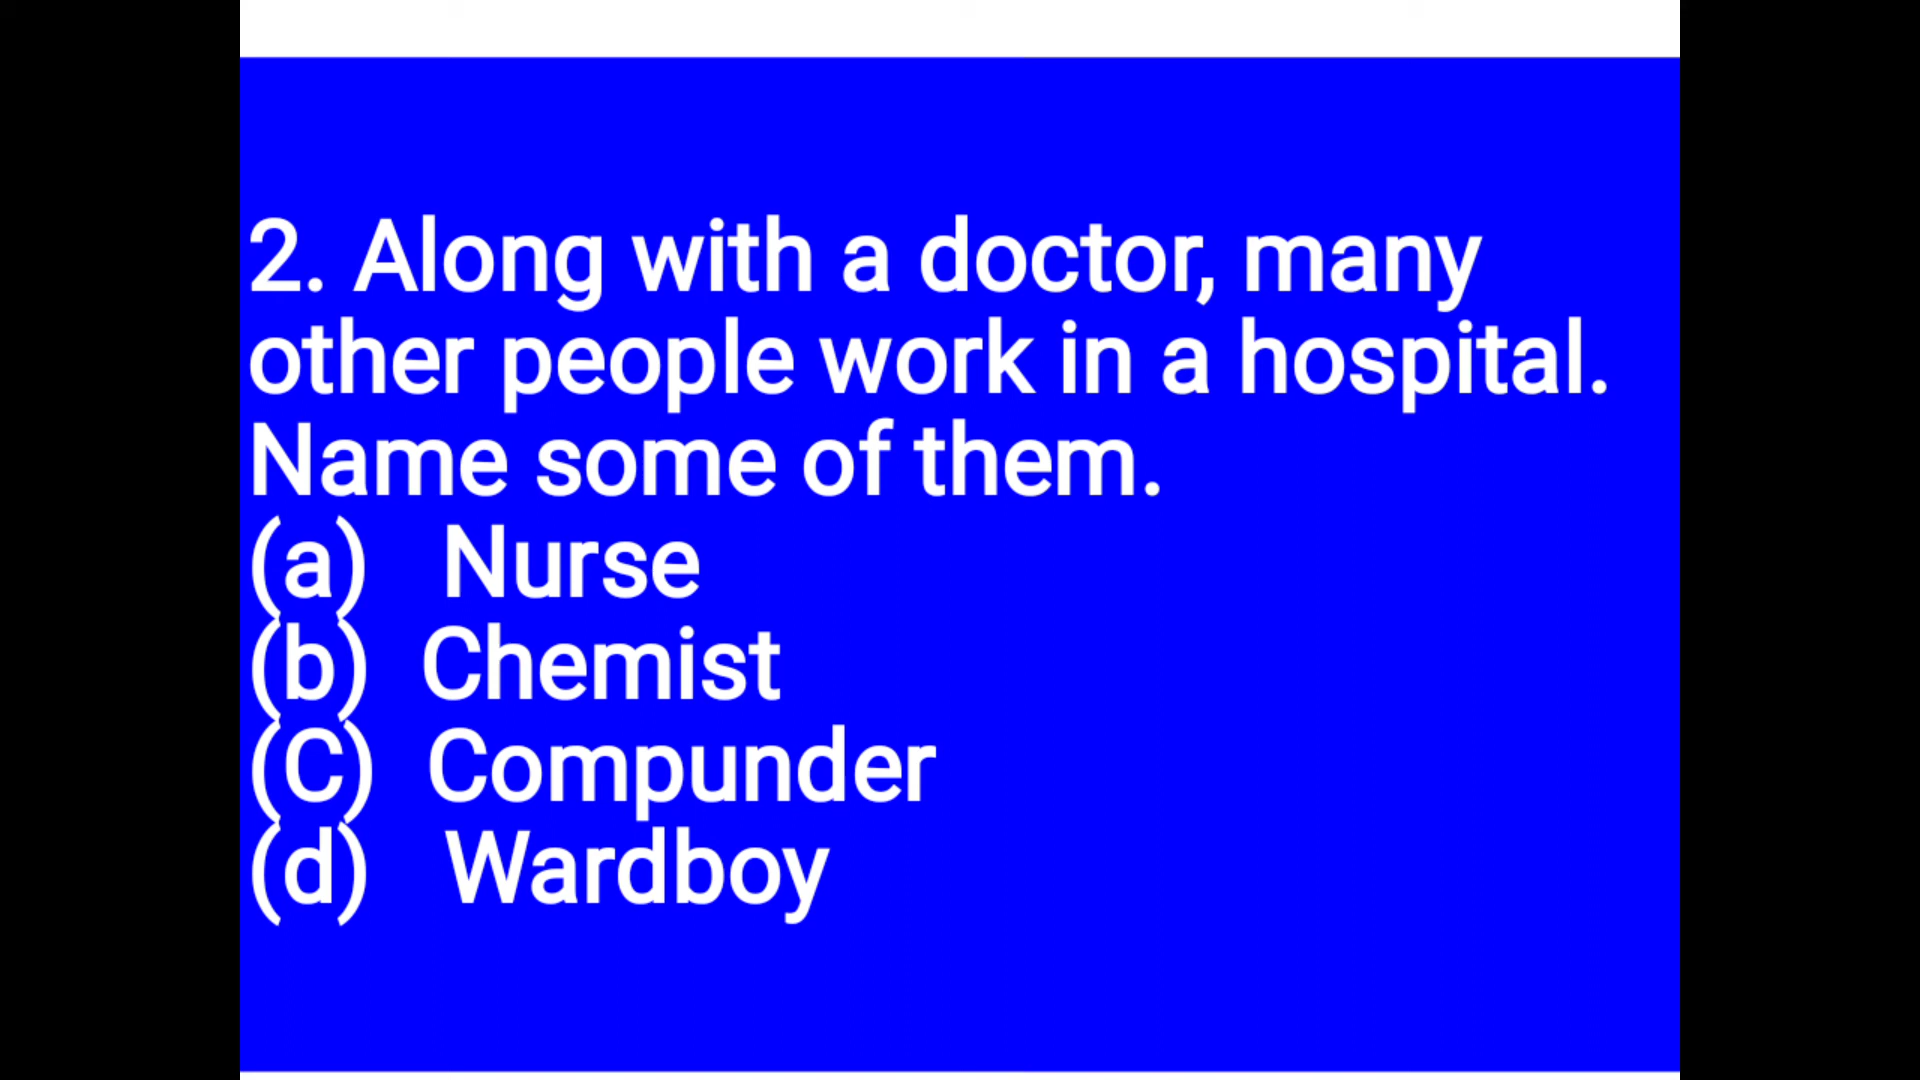 2. Along with a doctor, many
other people work in a hospital.
Name some of them.
(a) Nurse
(b) Chemist
(C) Compunder
(d) Wardboy